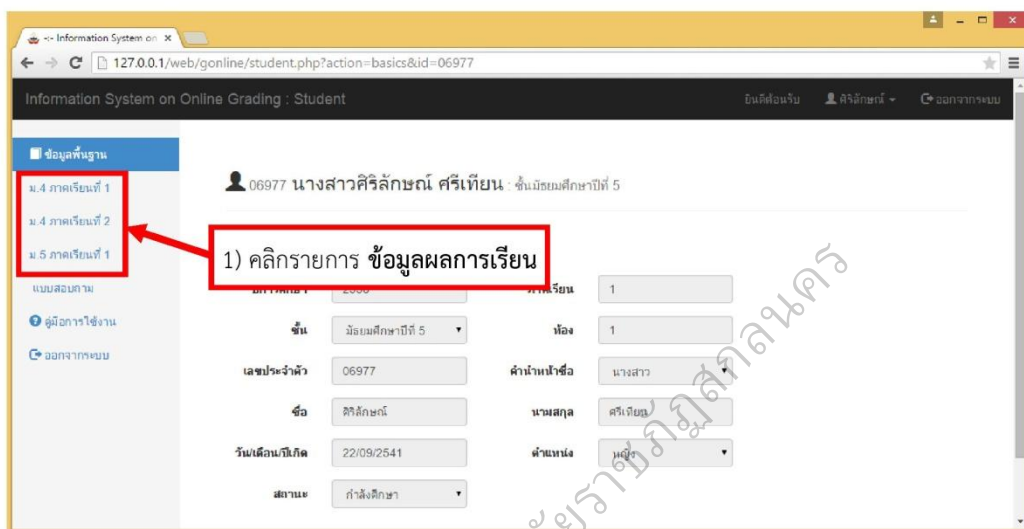 <- Information System on
127.0.0.1/web/gonline/student.php?action=basics&id=06977
Information System on Online Grading : Student ยินดีต้อนรับ ศิริลักษณ์ ออกจากระบบ
ข้อมูลพื้นฐาน
ม.4 ภาคเรียนที่ 1
06977 นางสาวศิริลักษณ์ ศรีเทียน : ชั้นมัธยมศึกษาปีที่ 5
ม.4 ภาคเรียนที่ 2
ม.5 ภาคเรียนที่ 1
1) คลิกรายการ ข้อมูลผลการเรียน
แบบสอบถาม
1
คู่มือการใช้งาน
ชั้น มัธยมศึกษาปีที่ 5 ห้อง 1
ออกจากระบบ
เลขประจำตัว 06977 คำนำหน้าชื่อ นางสาว
ชื่อ ศิริลักษณ์ นามสกุล ศรีเทียน
วัน/เดือน/ปีเกิด 22/09/2541 ตำแหน่ง หญิง
สถานะ กำลังศึกษา